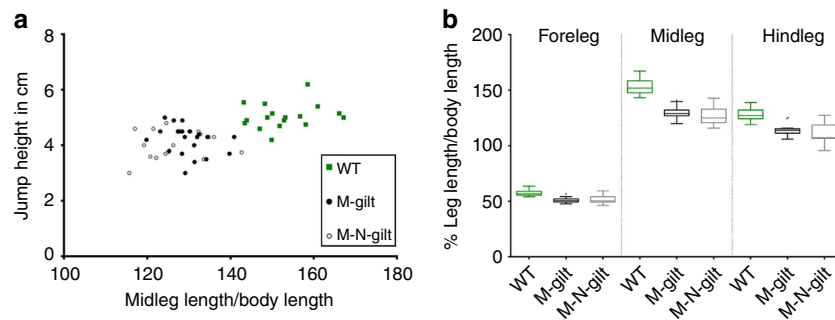 a
8
6
4
2
0
Jump height in cm
100 120 140 160 180
Midleg length/body length
WT
M-gilt
M-N-gilt
b
Foreleg Midleg Hindleg
200
150
100
50
0
% Leg length/body length
WT M-gilt M-N-gilt WT M-gilt M-N-gilt WT M-gilt M-N-gilt